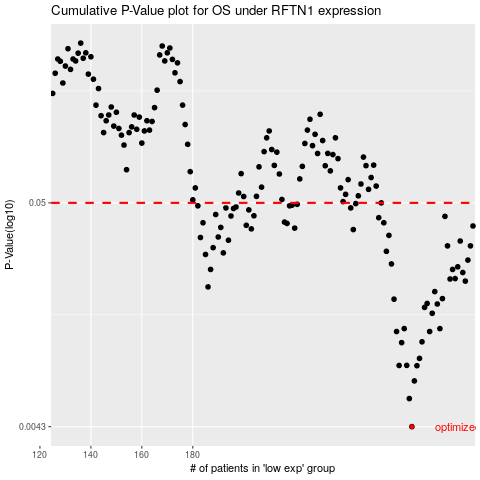 Cumulative P-Value plot for OS under RFTN1 expression
P-Value(log10)
0.05
0.0043
optimize
120 140 160 180
# of patients in 'low exp' group